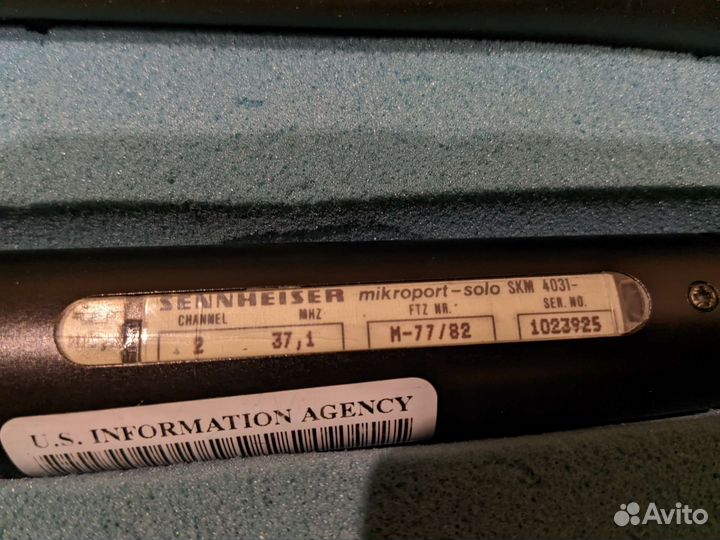 SENNHEISER mikroport-solo SKM 4031-
CHANNEL MHZ FTZ NR. SER. NO.
2 37,1 M-77/82 1023925
U.S. INFORMATION AGENCY
Avito